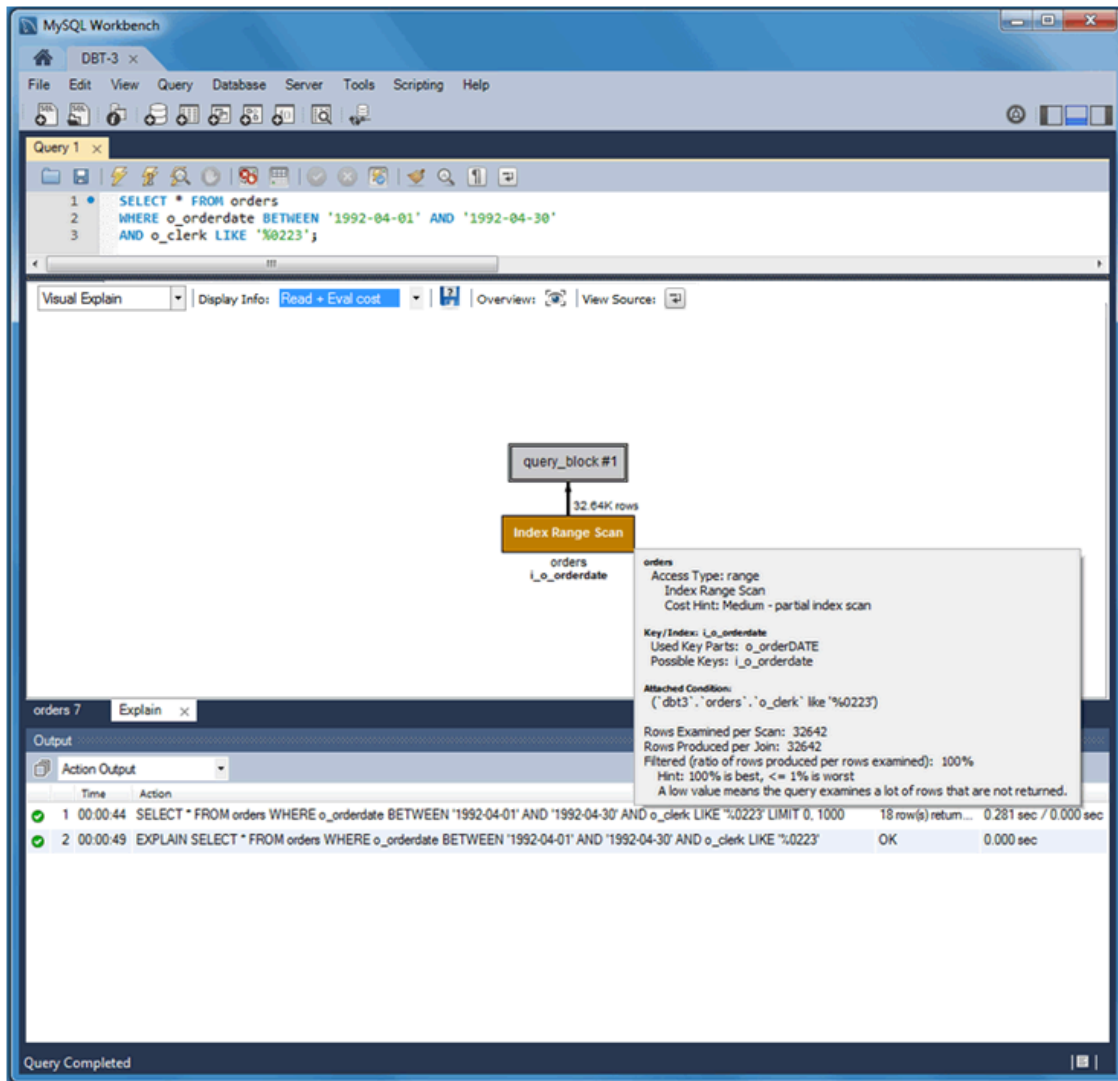 MySQL Workbench
DBT-3
File Edit View Query Database Server Tools Scripting Help
Query 1
1 SELECT * FROM orders
2 WHERE o_orderdate BETWEEN '1992-04-01' AND '1992-04-30'
3 AND o_clerk LIKE '%0223';
Visual Explain Display Info: Read + Eval cost Overview: View Source:
query_block #1
32.64K rows
Index Range Scan
orders
i_o_orderdate
orders
Access Type: range
Index Range Scan
Cost Hint: Medium - partial index scan
Key/Index: i_o_orderdate
Used Key Parts: o_orderDATE
Possible Keys: i_o_orderdate
Attached Condition:
(`dbt3`.`orders`.`o_clerk` like '%0223')
Rows Examined per Scan: 32642
Rows Produced per Join: 32642
Filtered (ratio of rows produced per rows examined): 100%
Hint: 100% is best, <= 1% is worst
A low value means the query examines a lot of rows that are not returned.
orders 7 Explain
Output
Action Output
Time Action
1 00:00:44 SELECT * FROM orders WHERE o_orderdate BETWEEN '1992-04-01' AND '1992-04-30' AND o_clerk LIKE '%0223' LIMIT 0, 1000 18 row(s) return... 0.281 sec / 0.000 sec
2 00:00:49 EXPLAIN SELECT * FROM orders WHERE o_orderdate BETWEEN '1992-04-01' AND '1992-04-30' AND o_clerk LIKE '%0223' OK 0.000 sec
Query Completed